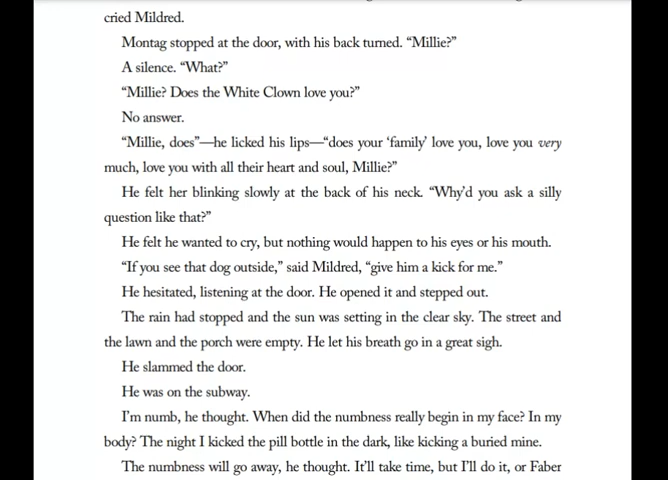 cried Mildred.
Montag stopped at the door, with his back turned. “Millie?”
A silence. “What?”
“Millie? Does the White Clown love you?”
No answer.
“Millie, does”—he licked his lips—“does your ‘family’ love you, love you very
much, love you with all their heart and soul, Millie?”
He felt her blinking slowly at the back of his neck. “Why’d you ask a silly
question like that?”
He felt he wanted to cry, but nothing would happen to his eyes or his mouth.
“If you see that dog outside,” said Mildred, “give him a kick for me.”
He hesitated, listening at the door. He opened it and stepped out.
The rain had stopped and the sun was setting in the clear sky. The street and
the lawn and the porch were empty. He let his breath go in a great sigh.
He slammed the door.
He was on the subway.
I’m numb, he thought. When did the numbness really begin in my face? In my
body? The night I kicked the pill bottle in the dark, like kicking a buried mine.
The numbness will go away, he thought. It’ll take time, but I’ll do it, or Faber